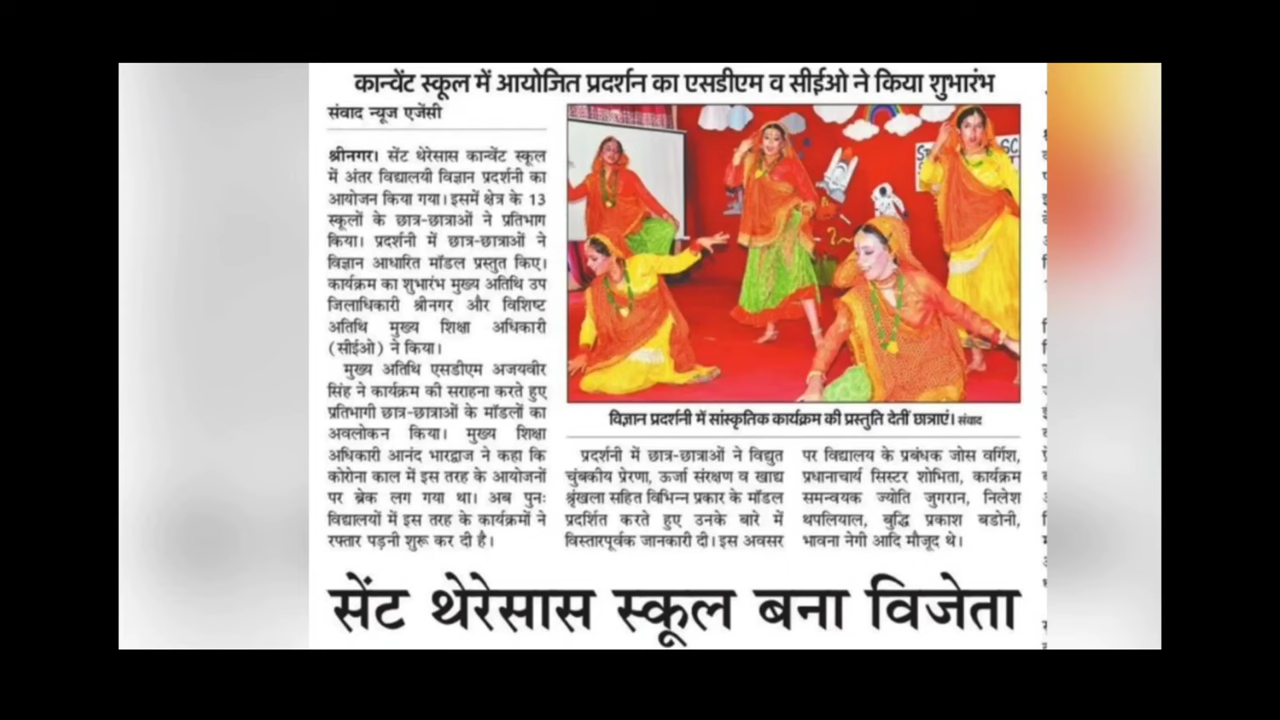 कान्वेंट स्कूल में आयोजित प्रदर्शन का एसडीएम व सीईओ ने किया शुभारंभ
संवाद न्यूज एजेंसी
श्रीनगर। सेंट थेरेसास कान्वेंट स्कूल
में अंतर विद्यालयी विज्ञान प्रदर्शनी का
आयोजन किया गया। इसमें क्षेत्र के 13
स्कूलों के छात्र-छात्राओं ने प्रतिभाग
किया। प्रदर्शनी में छात्र-छात्राओं ने
विज्ञान आधारित मॉडल प्रस्तुत किए।
कार्यक्रम का शुभारंभ मुख्य अतिथि उप
जिलाधिकारी श्रीनगर और विशिष्ट
अतिथि मुख्य शिक्षा अधिकारी
(सीईओ) ने किया।
मुख्य अतिथि एसडीएम अजयवीर
सिंह ने कार्यक्रम की सराहना करते हुए
प्रतिभागी छात्र-छात्राओं के मॉडलों का
अवलोकन किया। मुख्य शिक्षा
अधिकारी आनंद भारद्वाज ने कहा कि
कोरोना काल में इस तरह के आयोजनों
पर ब्रेक लग गया था। अब पुनः
विद्यालयों में इस तरह के कार्यक्रमों ने
रफ्तार पड़नी शुरू कर दी है।
विज्ञान प्रदर्शनी में सांस्कृतिक कार्यक्रम की प्रस्तुति देतीं छात्राएं। संवाद
प्रदर्शनी में छात्र-छात्राओं ने विद्युत
चुंबकीय प्रेरणा, ऊर्जा संरक्षण व खाद्य
श्रृंखला सहित विभिन्न प्रकार के मॉडल
प्रदर्शित करते हुए उनके बारे में
विस्तारपूर्वक जानकारी दी। इस अवसर
पर विद्यालय के प्रबंधक जोस वर्गिश,
प्रधानाचार्य सिस्टर शोभिता, कार्यक्रम
समन्वयक ज्योति जुगरान, निलेश
थपलियाल, बुद्धि प्रकाश बडोनी,
भावना नेगी आदि मौजूद थे।
सेंट थेरेसास स्कूल बना विजेता